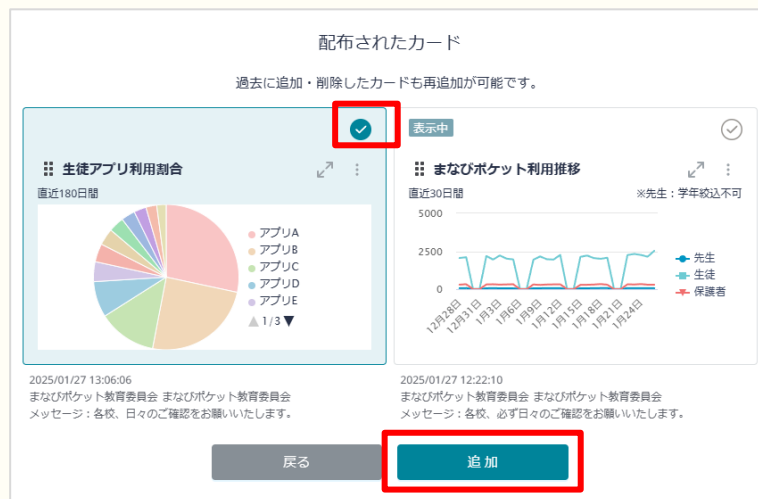 配布されたカード
過去に追加・削除したカードも再追加が可能です。
生徒アプリ利用割合
直近180日間
アプリA
アプリB
アプリC
アプリD
アプリE
1/3
2025/01/27 13:06:06
まなびポケット教育委員会 まなびポケット教育委員会
メッセージ：各校、日々のご確認をお願いいたします。
表示中
まなびポケット利用推移
直近30日間 ※先生：学年絞込不可
5000
2500
0
12月28日 12月31日 1月3日 1月6日 1月9日 1月12日 1月15日 1月18日 1月21日 1月24日
先生
生徒
保護者
2025/01/27 12:22:10
まなびポケット教育委員会 まなびポケット教育委員会
メッセージ：各校、必ず日々のご確認をお願いいたします。
戻る
追加